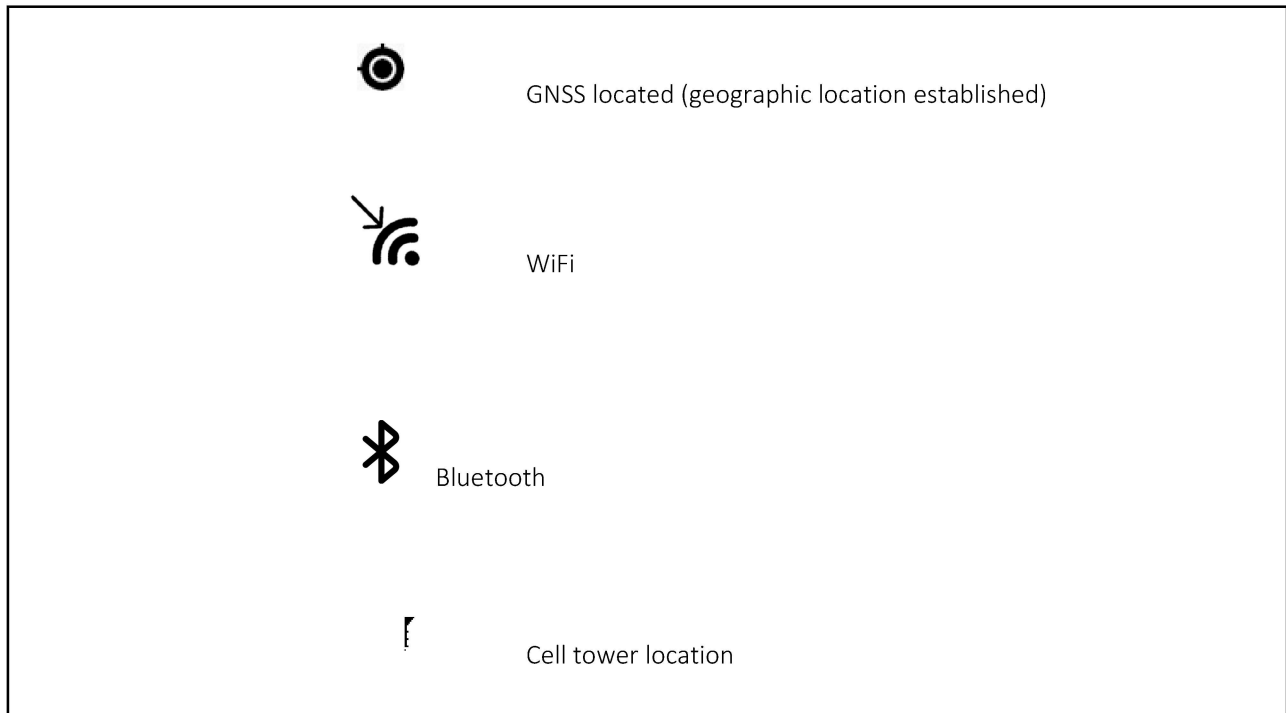 GNSS located (geographic location established)
WiFi
Bluetooth
Cell tower location